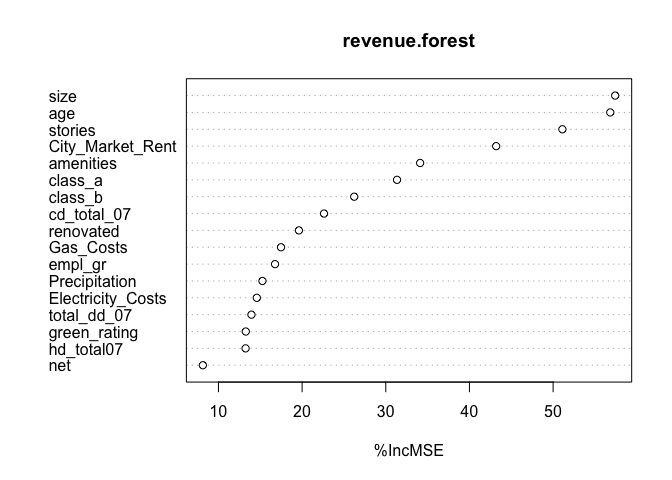 revenue.forest
size
age
stories
City_Market_Rent
amenities
class_a
class_b
cd_total_07
renovated
Gas_Costs
empl_gr
Precipitation
Electricity_Costs
total_dd_07
green_rating
hd_total07
net
10 20 30 40 50
%IncMSE